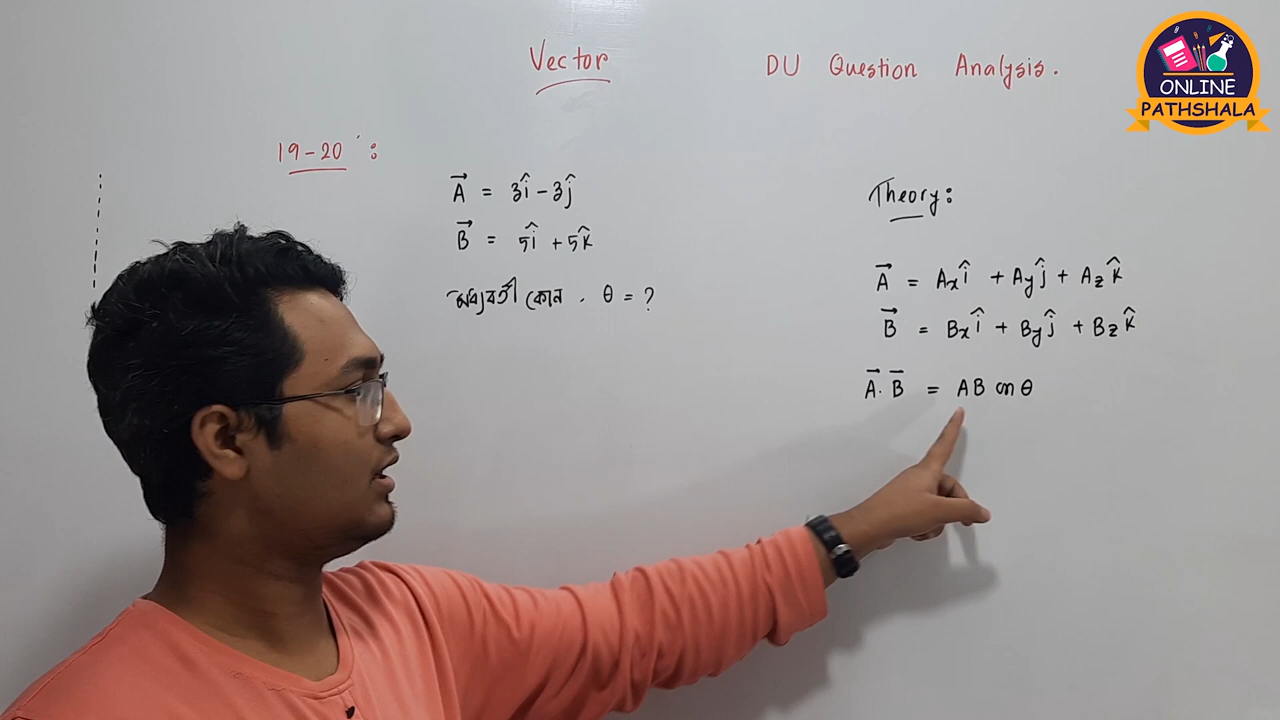 Vector
DU Question Analysis.
ONLINE
PATHSHALA
19-20 :
A⃗ = 3î - 3ĵ
B⃗ = 5î + 5k̂
মধ্যবর্তী কোন . θ = ?
Theory:
A⃗ = Axî + Ayĵ + Azk̂
B⃗ = Bxî + Byĵ + Bzk̂
A⃗. B⃗ = AB cos θ